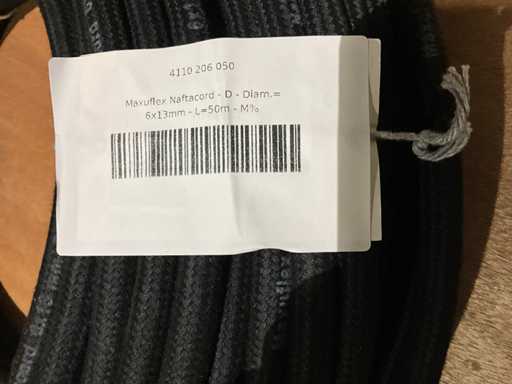 4110 206 050
Maxuflex Naftacord - D - Diam.=
6x13mm - L=50m - M%